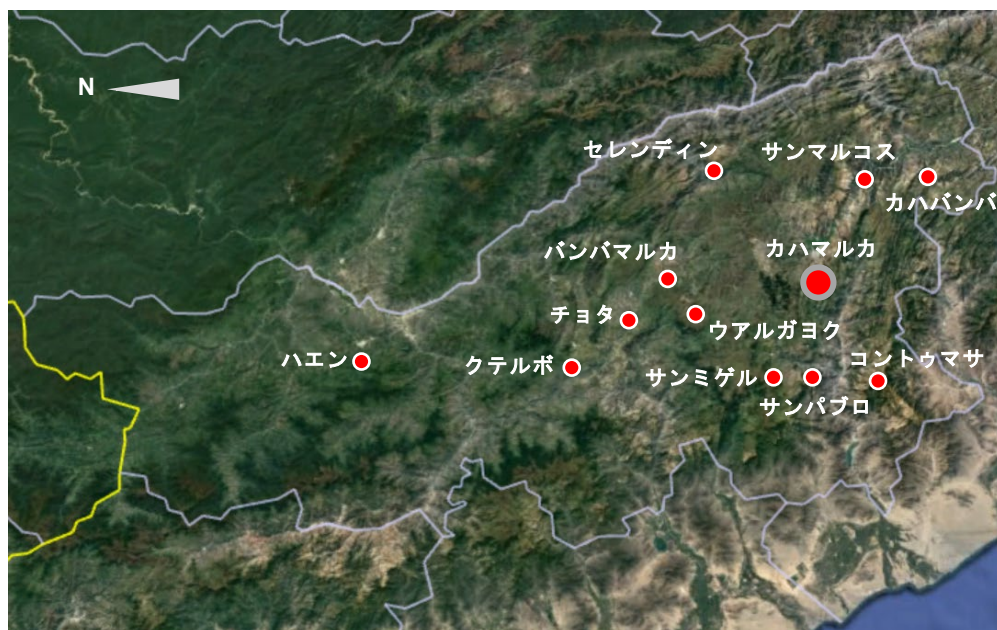 N
セレンディン
サンマルコス
カハバンバ
バンバマルカ
カハマルカ
チョタ
ウアルガヨク
ハエン
クテルボ
サンミゲル
コントゥマサ
サンパブロ